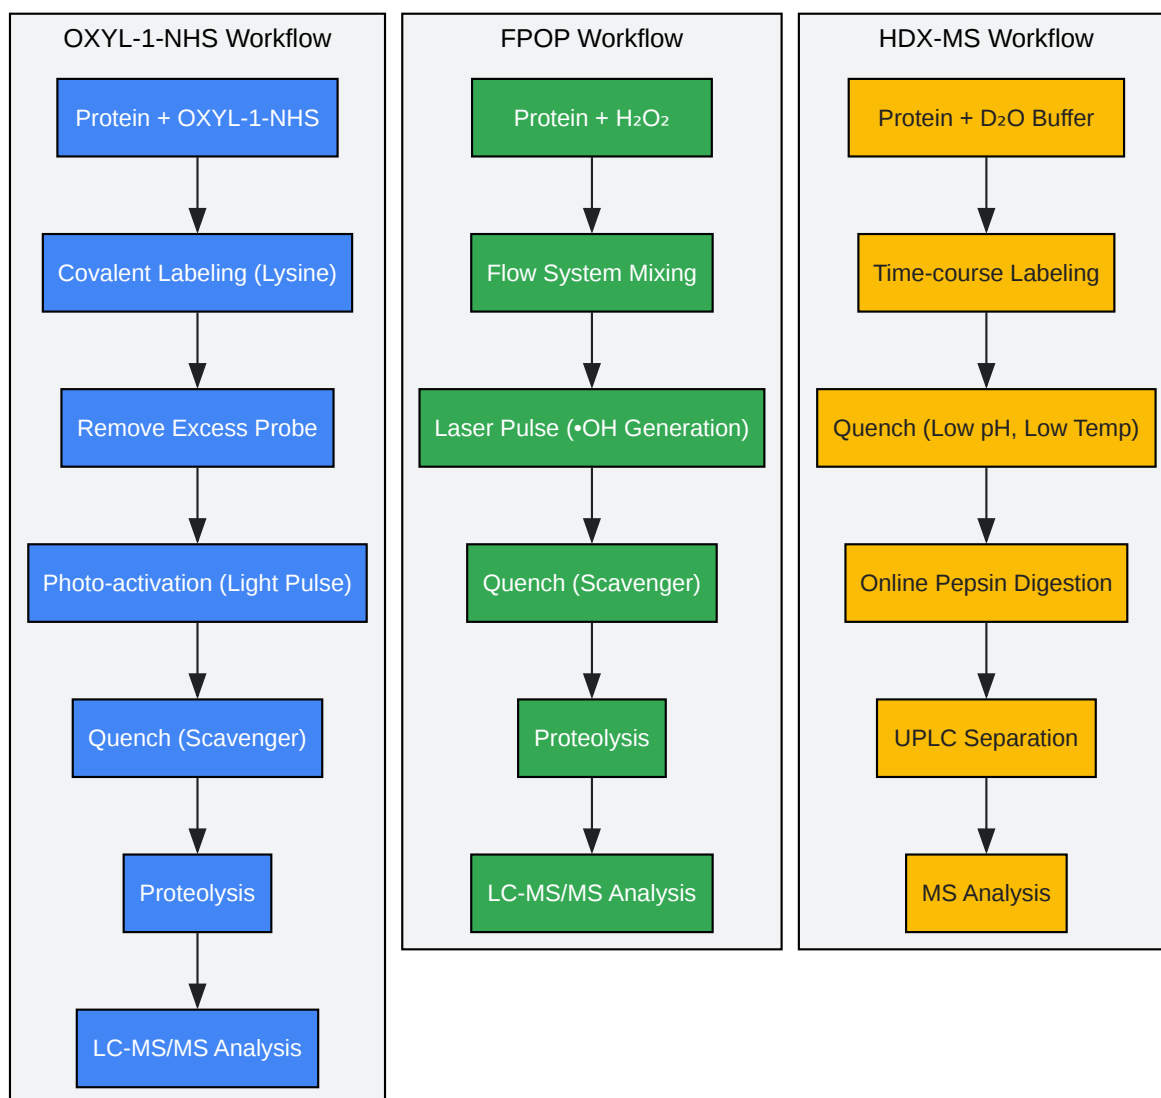 OXYL-1-NHS Workflow
Protein + OXYL-1-NHS
Covalent Labeling (Lysine)
Remove Excess Probe
Photo-activation (Light Pulse)
Quench (Scavenger)
Proteolysis
LC-MS/MS Analysis
FPOP Workflow
Protein + H₂O₂
Flow System Mixing
Laser Pulse (•OH Generation)
Quench (Scavenger)
Proteolysis
LC-MS/MS Analysis
HDX-MS Workflow
Protein + D₂O Buffer
Time-course Labeling
Quench (Low pH, Low Temp)
Online Pepsin Digestion
UPLC Separation
MS Analysis